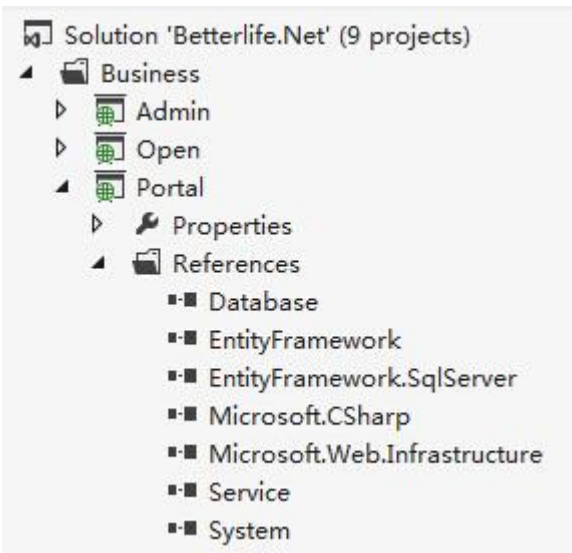 Solution 'Betterlife.Net' (9 projects)
Business
Admin
Open
Portal
Properties
References
Database
EntityFramework
EntityFramework.SqlServer
Microsoft.CSharp
Microsoft.Web.Infrastructure
Service
System